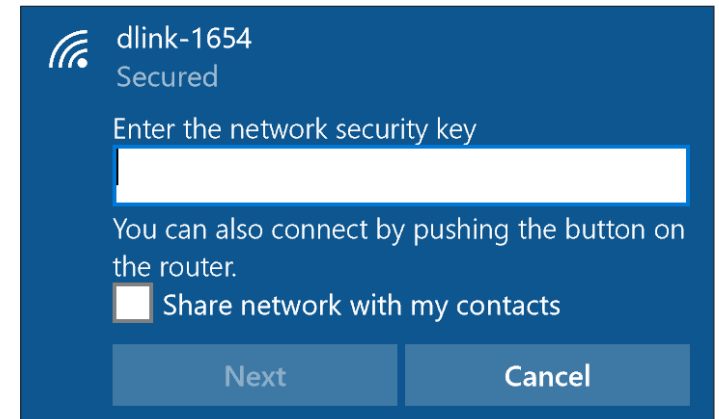 dlink-1654
Secured
Enter the network security key
You can also connect by pushing the button on
the router.
Share network with my contacts
Next
Cancel